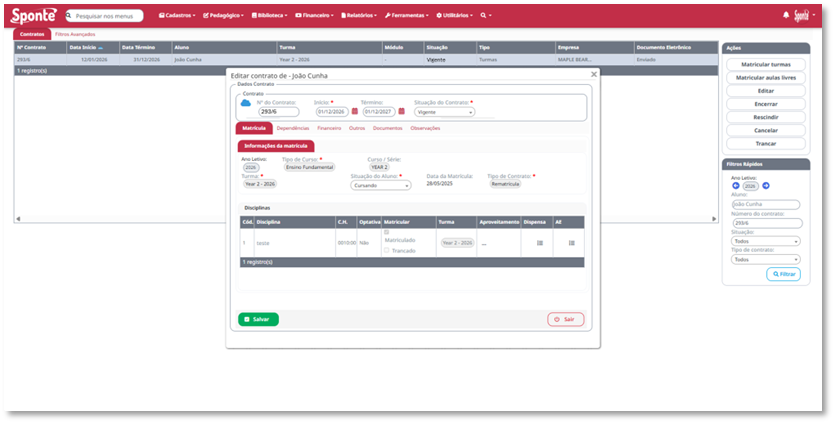 Sponte
Pesquisar nos menus
Cadastros
Pedagógico
Biblioteca
Financeiro
Relatórios
Ferramentas
Utilitários
Sponte
Contratos
Filtros Avançados
Nº Contrato Data Início Data Término Aluno Turma Módulo Situação Tipo Empresa Documento Eletrônico
293/6 12/01/2026 31/12/2026 João Cunha Year 2 - 2026 - Vigente Turmas MAPLE BEAR... Enviado
1 registro(s)
Ações
Matricular turmas
Matricular aulas livres
Editar
Encerrar
Rescindir
Cancelar
Trancar
Filtros Rápidos
Ano Letivo:
2026
Aluno:
João Cunha
Número do contrato:
293/6
Situação:
Todos
Tipo de contrato:
Todos
Filtrar
Editar contrato de - João Cunha
Dados Contrato
Contrato
Nº do Contrato: Início: * Término: Situação do Contrato: *
293/6 01/12/2026 01/12/2027 Vigente
Matrícula Dependências Financeiro Outros Documentos Observações
Informações da matrícula
Ano Letivo: Tipo de Curso: * Curso / Série:
2026 Ensino Fundamental YEAR 2
Turma: * Situação do Aluno: * Data da Matrícula: Tipo de Contrato: *
Year 2 - 2026 Cursando 28/05/2025 Rematrícula
Disciplinas
Cód. Disciplina C.H. Optativa Matricular Turma Aproveitamento Dispensa AE
1 teste Não Matriculado Year 2 - 2026 ...
Trancado
1 registro(s)
Salvar
Sair